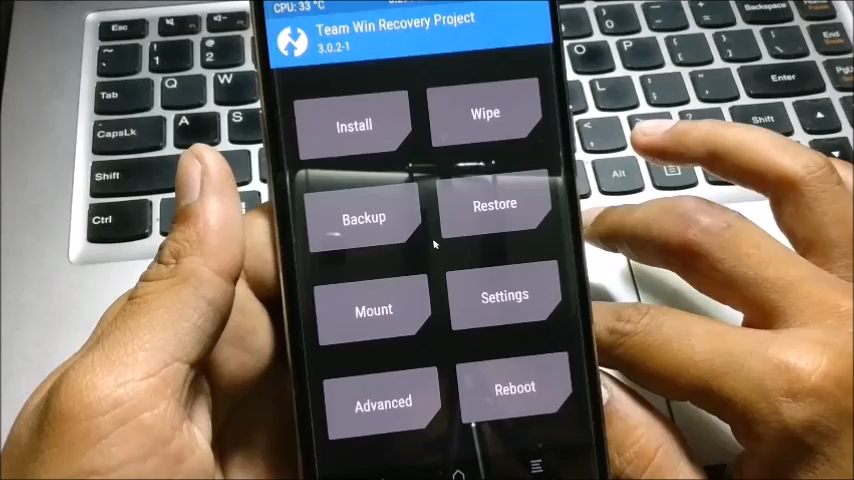 CPU: 33 °C
Team Win Recovery Project
3.0.2-1
Install
Wipe
Backup
Restore
Mount
Settings
Advanced
Reboot
Esc
Tab
Q
W
CapsLk
A
S
Shift
Z
Ctrl
Backspace
End
O
P
L
Enter
Shift
Alt